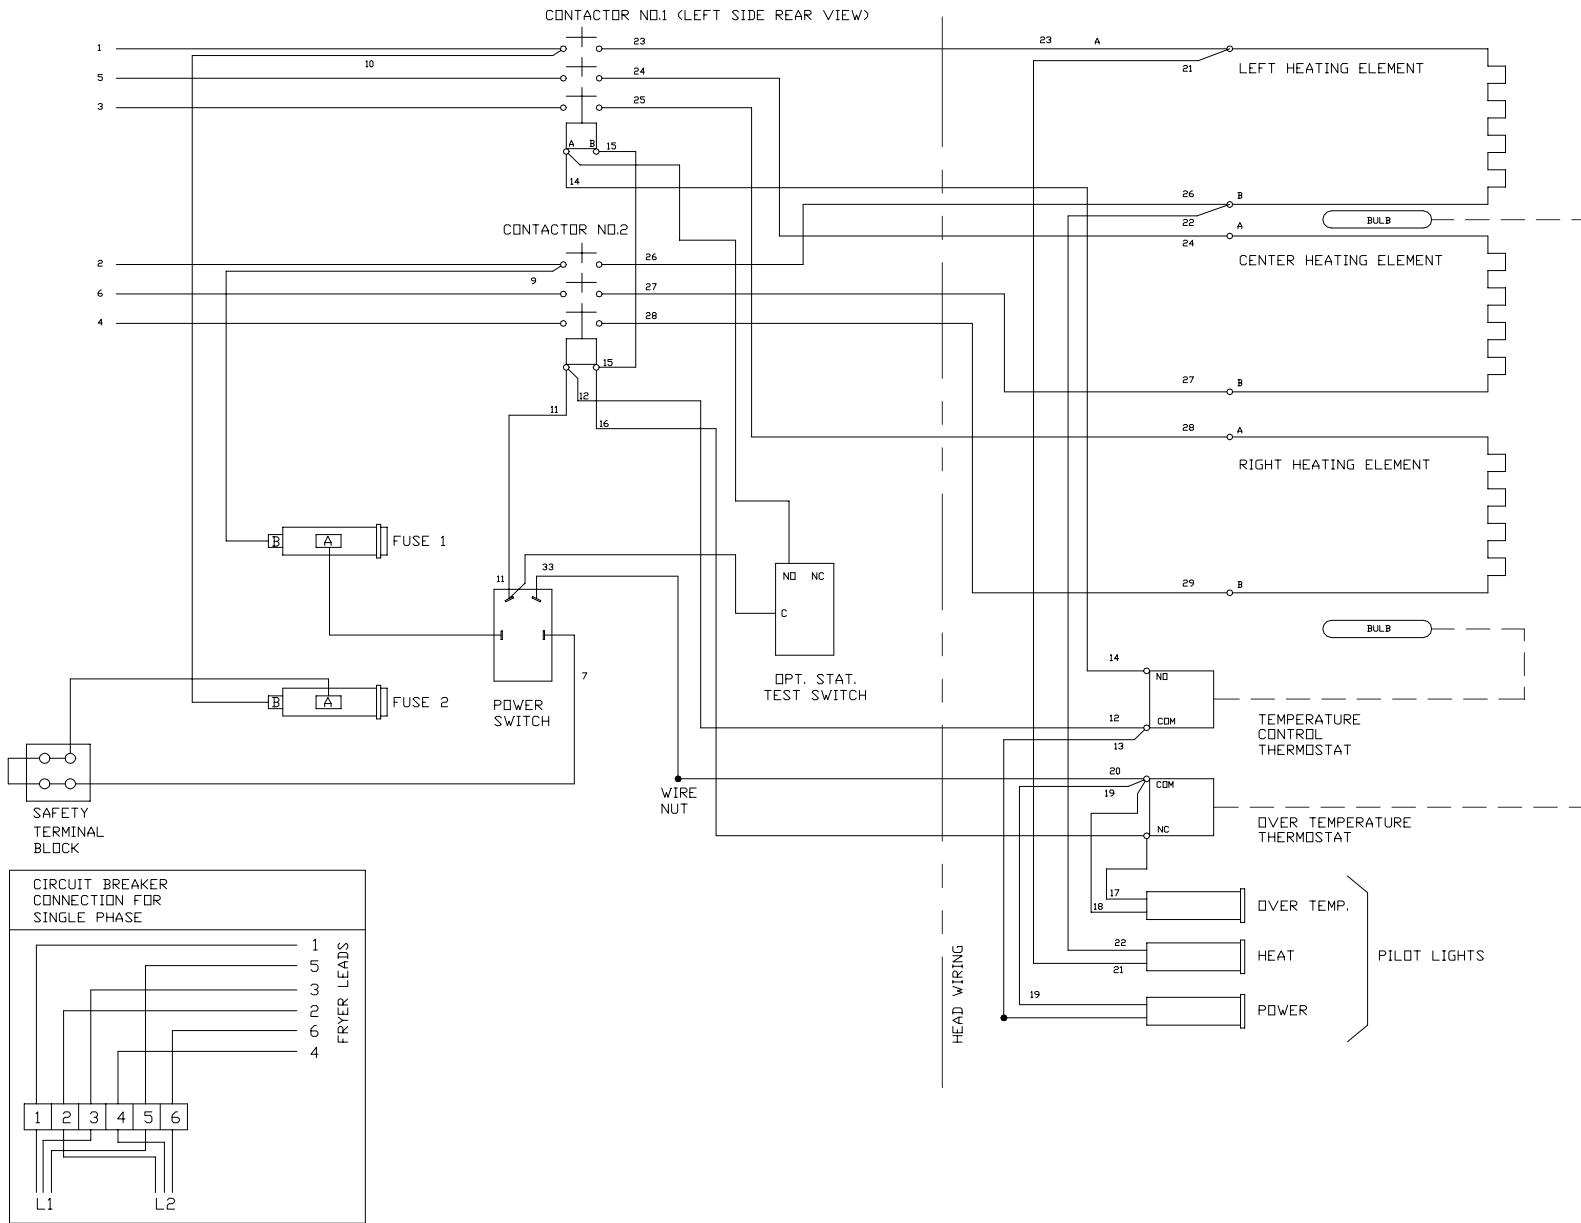 CONTACTOR NO.1 (LEFT SIDE REAR VIEW)
1
23
23
A
10
21
LEFT HEATING ELEMENT
5
24
3
25
A
B
15
14
26
B
22
BULB
CONTACTOR NO.2
A
24
2
26
CENTER HEATING ELEMENT
9
6
27
4
28
15
27
B
12
11
16
28
A
RIGHT HEATING ELEMENT
B
A
FUSE 1
33
11
NO
NC
29
B
C
BULB
14
NO
7
OPT. STAT.
TEST SWITCH
B
A
FUSE 2
POWER
SWITCH
12
COM
13
TEMPERATURE
CONTROL
THERMOSTAT
20
COM
19
WIRE
NUT
SAFETY
TERMINAL
BLOCK
NC
OVER TEMPERATURE
THERMOSTAT
CIRCUIT BREAKER
CONNECTION FOR
SINGLE PHASE
17
18
OVER TEMP.
22
21
HEAT
PILOT LIGHTS
19
POWER
HEAD WIRING
1
5
3
2
6
4
FRYER LEADS
1 2 3 4 5 6
L1
L2